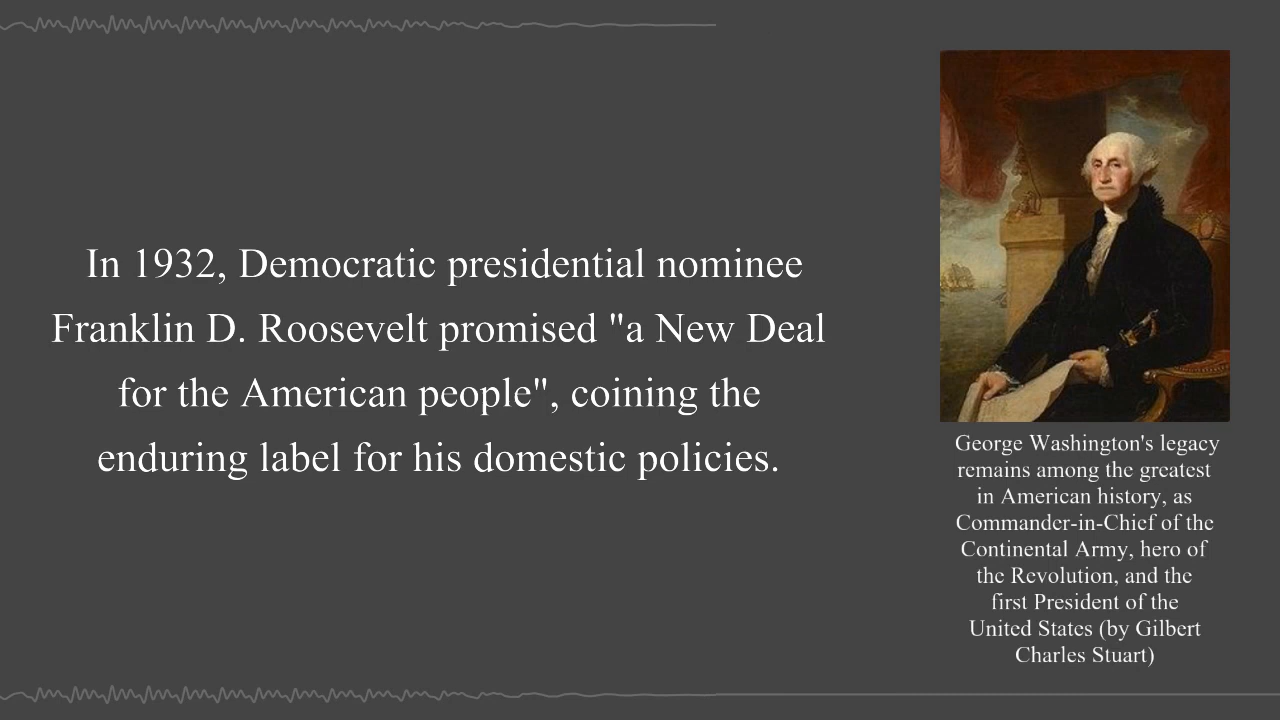 In 1932, Democratic presidential nominee
Franklin D. Roosevelt promised "a New Deal
for the American people", coining the
enduring label for his domestic policies.
George Washington's legacy
remains among the greatest
in American history, as
Commander-in-Chief of the
Continental Army, hero of
the Revolution, and the
first President of the
United States (by Gilbert
Charles Stuart)